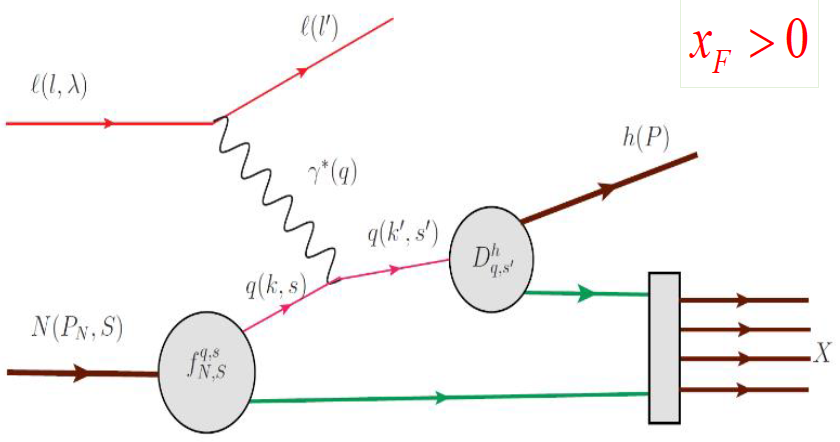 ℓ(l′)
x_F > 0
ℓ(l, λ)
h(P)
γ*(q)
q(k′, s′)
D^h_{q,s′}
q(k, s)
N(P_N, S)
f^{q,s}_{N,S}
X